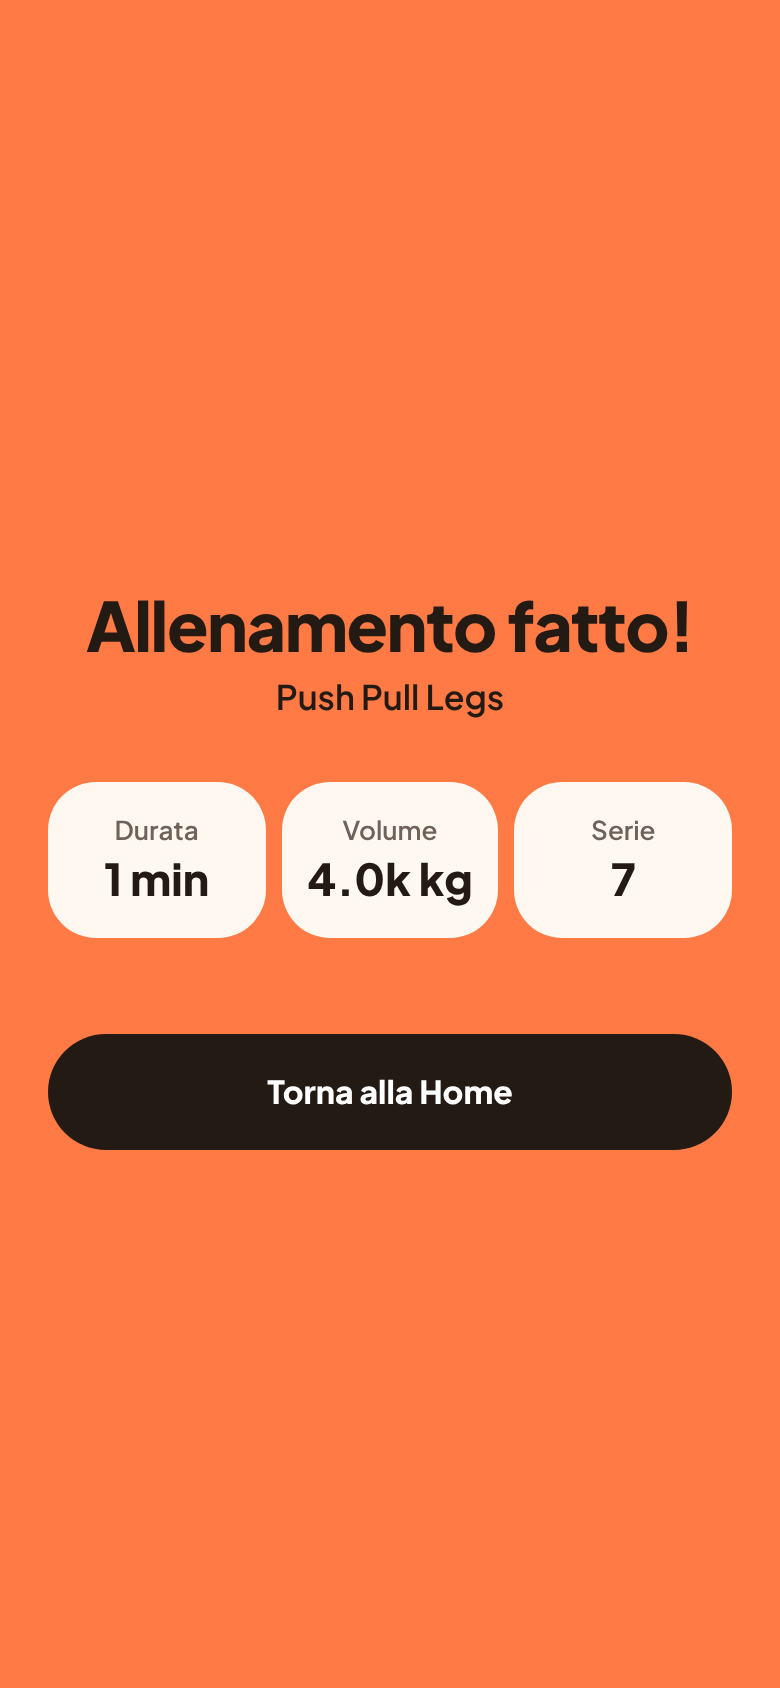 Allenamento fatto!
Push Pull Legs
Durata
1 min
Volume
4.0k kg
Serie
7
Torna alla Home